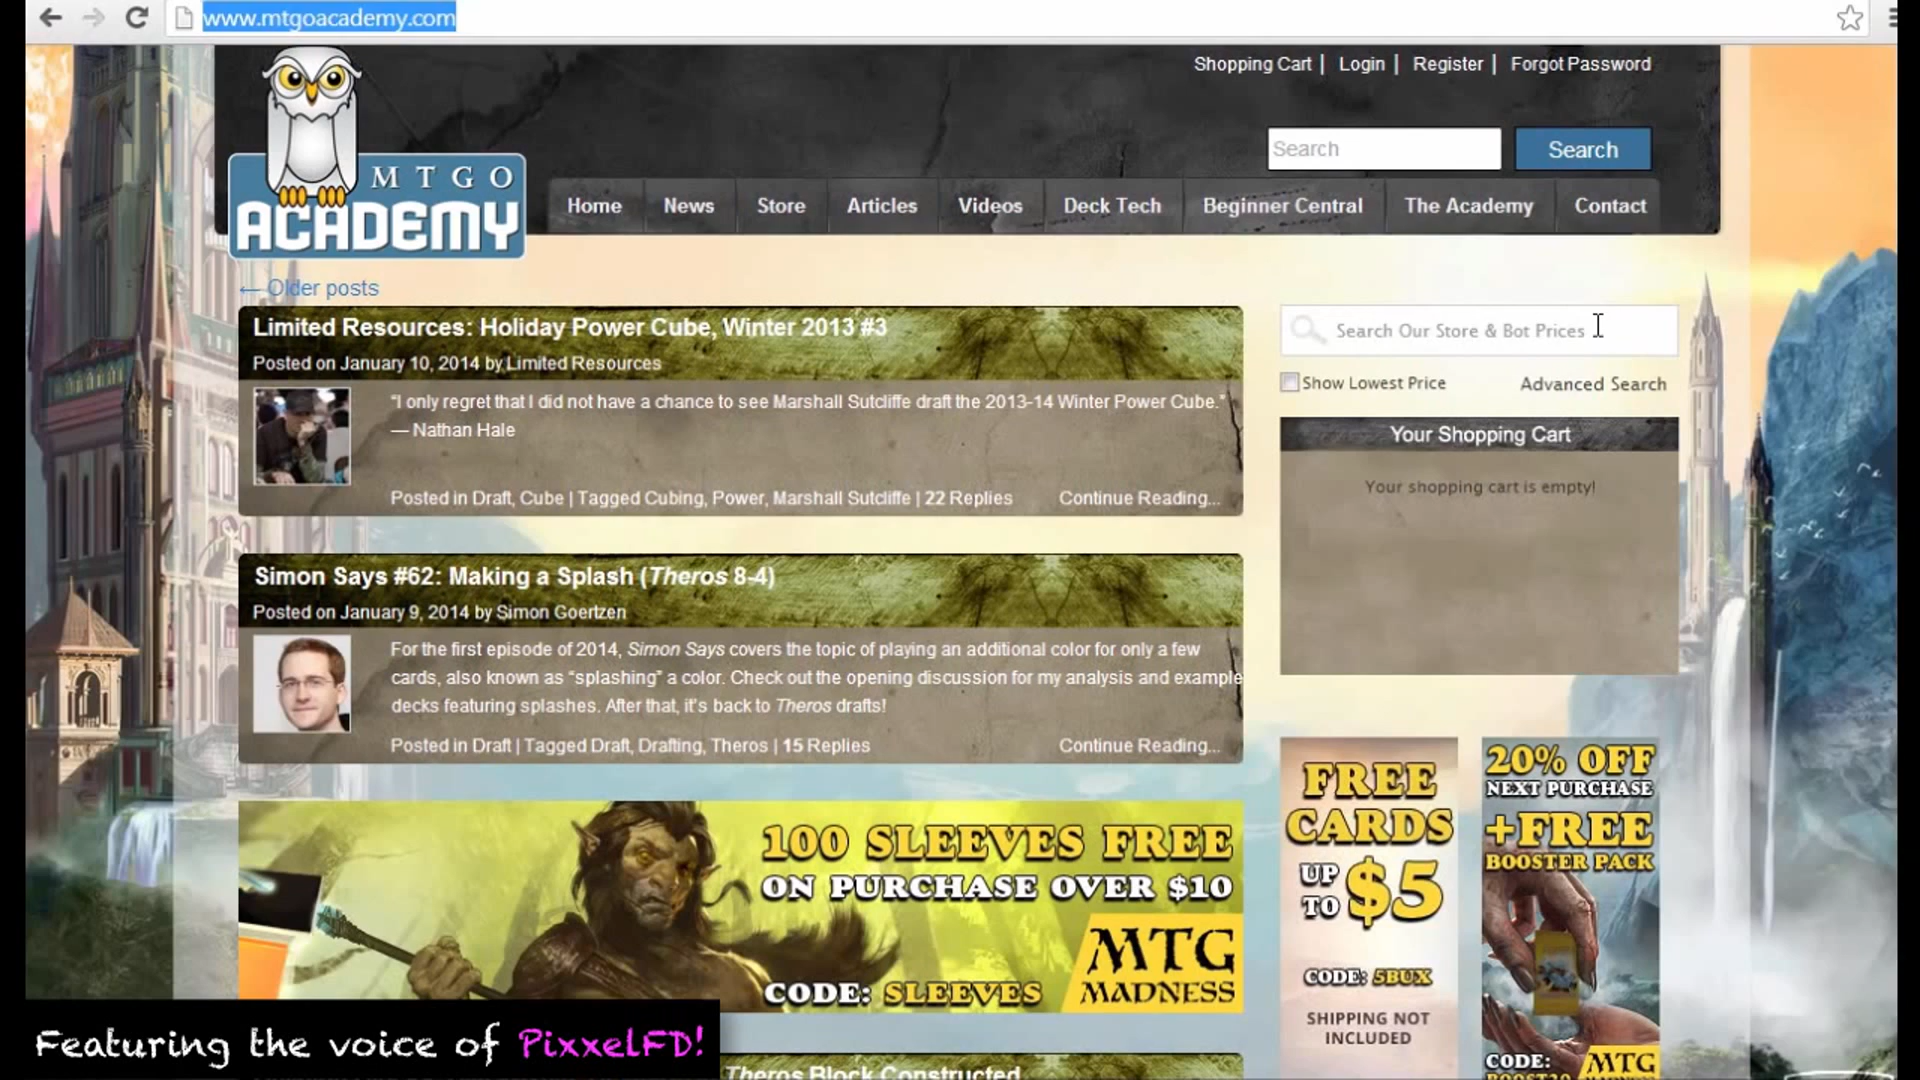 www.mtgoacademy.com
Shopping Cart | Login | Register | Forgot Password
MTGO
ACADEMY
Search
Search
Home
News
Store
Articles
Videos
Deck Tech
Beginner Central
The Academy
Contact
← Older posts
Limited Resources: Holiday Power Cube, Winter 2013 #3
Posted on January 10, 2014 by Limited Resources
“I only regret that I did not have a chance to see Marshall Sutcliffe draft the 2013-14 Winter Power Cube.”
— Nathan Hale
Posted in Draft, Cube | Tagged Cubing, Power, Marshall Sutcliffe | 22 Replies
Continue Reading...
Simon Says #62: Making a Splash (Theros 8-4)
Posted on January 9, 2014 by Simon Goertzen
For the first episode of 2014, Simon Says covers the topic of playing an additional color for only a few
cards, also known as “splashing” a color. Check out the opening discussion for my analysis and example
decks featuring splashes. After that, it's back to Theros drafts!
Posted in Draft | Tagged Draft, Drafting, Theros | 15 Replies
Continue Reading...
100 SLEEVES FREE
ON PURCHASE OVER $10
CODE: SLEEVES
MTG
MADNESS
Theros Block Constructed
Search Our Store & Bot Prices
Show Lowest Price
Advanced Search
Your Shopping Cart
Your shopping cart is empty!
FREE
CARDS
UP
TO $5
CODE: 5BUX
SHIPPING NOT
INCLUDED
20% OFF
NEXT PURCHASE
+FREE
BOOSTER PACK
CODE:
MTG
Featuring the voice of PixxelFD!